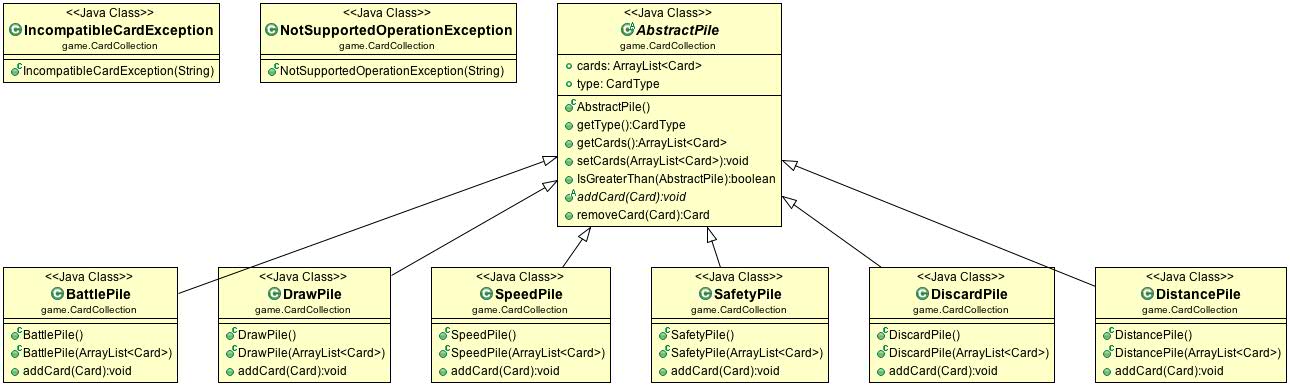 <<Java Class>>
IncompatibleCardException
game.CardCollection
IncompatibleCardException(String)
<<Java Class>>
NotSupportedOperationException
game.CardCollection
NotSupportedOperationException(String)
<<Java Class>>
AbstractPile
game.CardCollection
cards: ArrayList<Card>
type: CardType
AbstractPile()
getType():CardType
getCards():ArrayList<Card>
setCards(ArrayList<Card>):void
IsGreaterThan(AbstractPile):boolean
addCard(Card):void
removeCard(Card):Card
<<Java Class>>
BattlePile
game.CardCollection
BattlePile()
BattlePile(ArrayList<Card>)
addCard(Card):void
<<Java Class>>
DrawPile
game.CardCollection
DrawPile()
DrawPile(ArrayList<Card>)
addCard(Card):void
<<Java Class>>
SpeedPile
game.CardCollection
SpeedPile()
SpeedPile(ArrayList<Card>)
addCard(Card):void
<<Java Class>>
SafetyPile
game.CardCollection
SafetyPile()
SafetyPile(ArrayList<Card>)
addCard(Card):void
<<Java Class>>
DiscardPile
game.CardCollection
DiscardPile()
DiscardPile(ArrayList<Card>)
addCard(Card):void
<<Java Class>>
DistancePile
game.CardCollection
DistancePile()
DistancePile(ArrayList<Card>)
addCard(Card):void